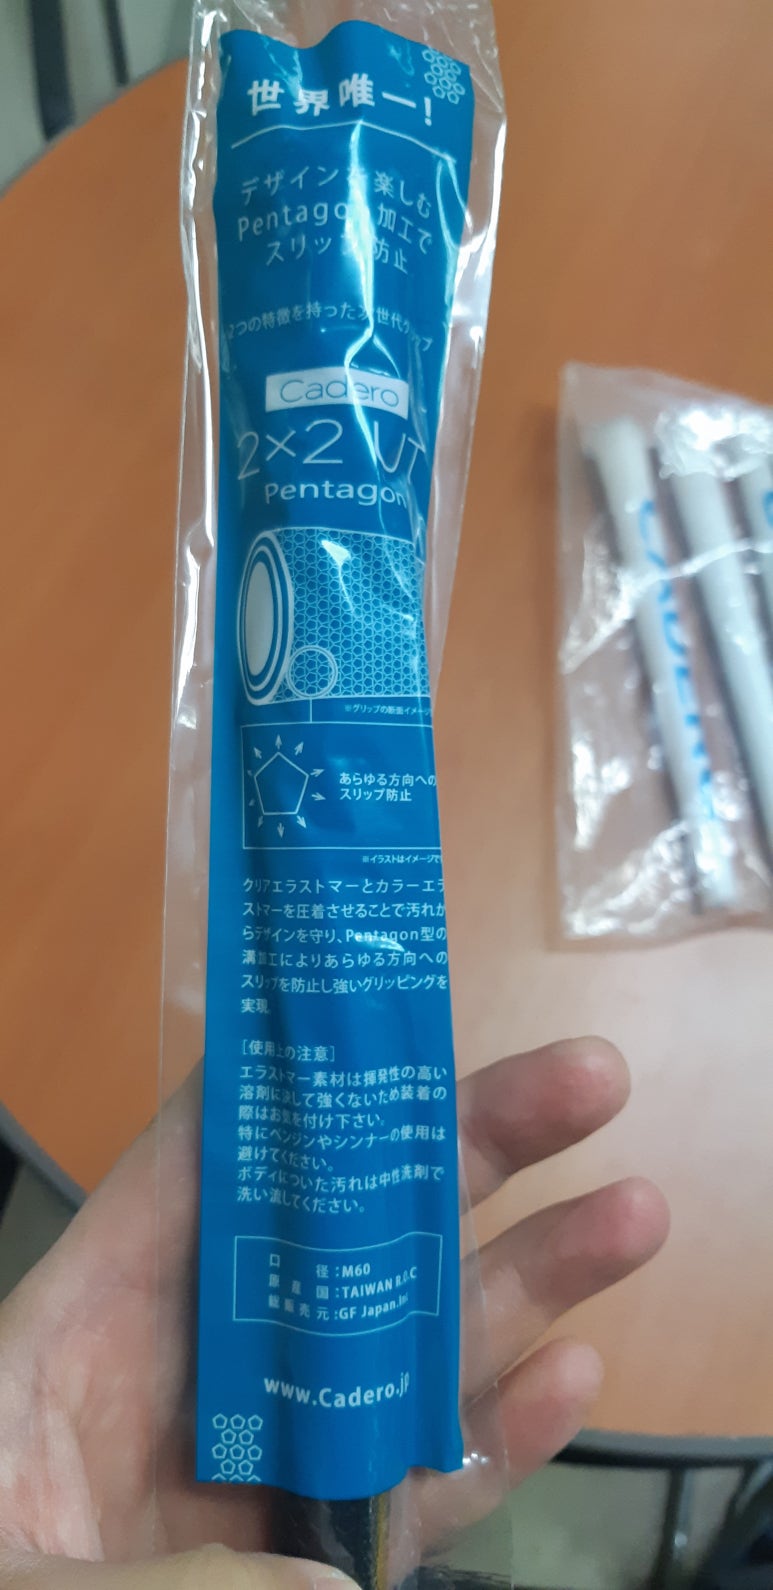 世界唯一!
デザインを楽しむ
Pentagon 加工で
スリップ防止
2つの特徴を持った次世代グリップ
Cadero
2×2 UT
Pentagon
※グリップの断面イメージ
あらゆる方向への
スリップ防止
※イラストはイメージで
クリアエラストマーとカラーエラ
ストマーを圧着させることで汚れか
らデザインを守り、Pentagon型の
溝加工によりあらゆる方向への
スリップを防止し強いグリッピングを
実現
[使用上の注意]
エラストマー素材は揮発性の高い
溶剤に決して強くないため装着の
際はお気を付け下さい。
特にベンジンやシンナーの使用は
避けてください。
ボディについた汚れは中性洗剤で
洗い流してください。
口 径:M60
原 産 国:TAIWAN R.O.C
総販売元:GF Japan.Inc
www.Cadero.jp
CADERO